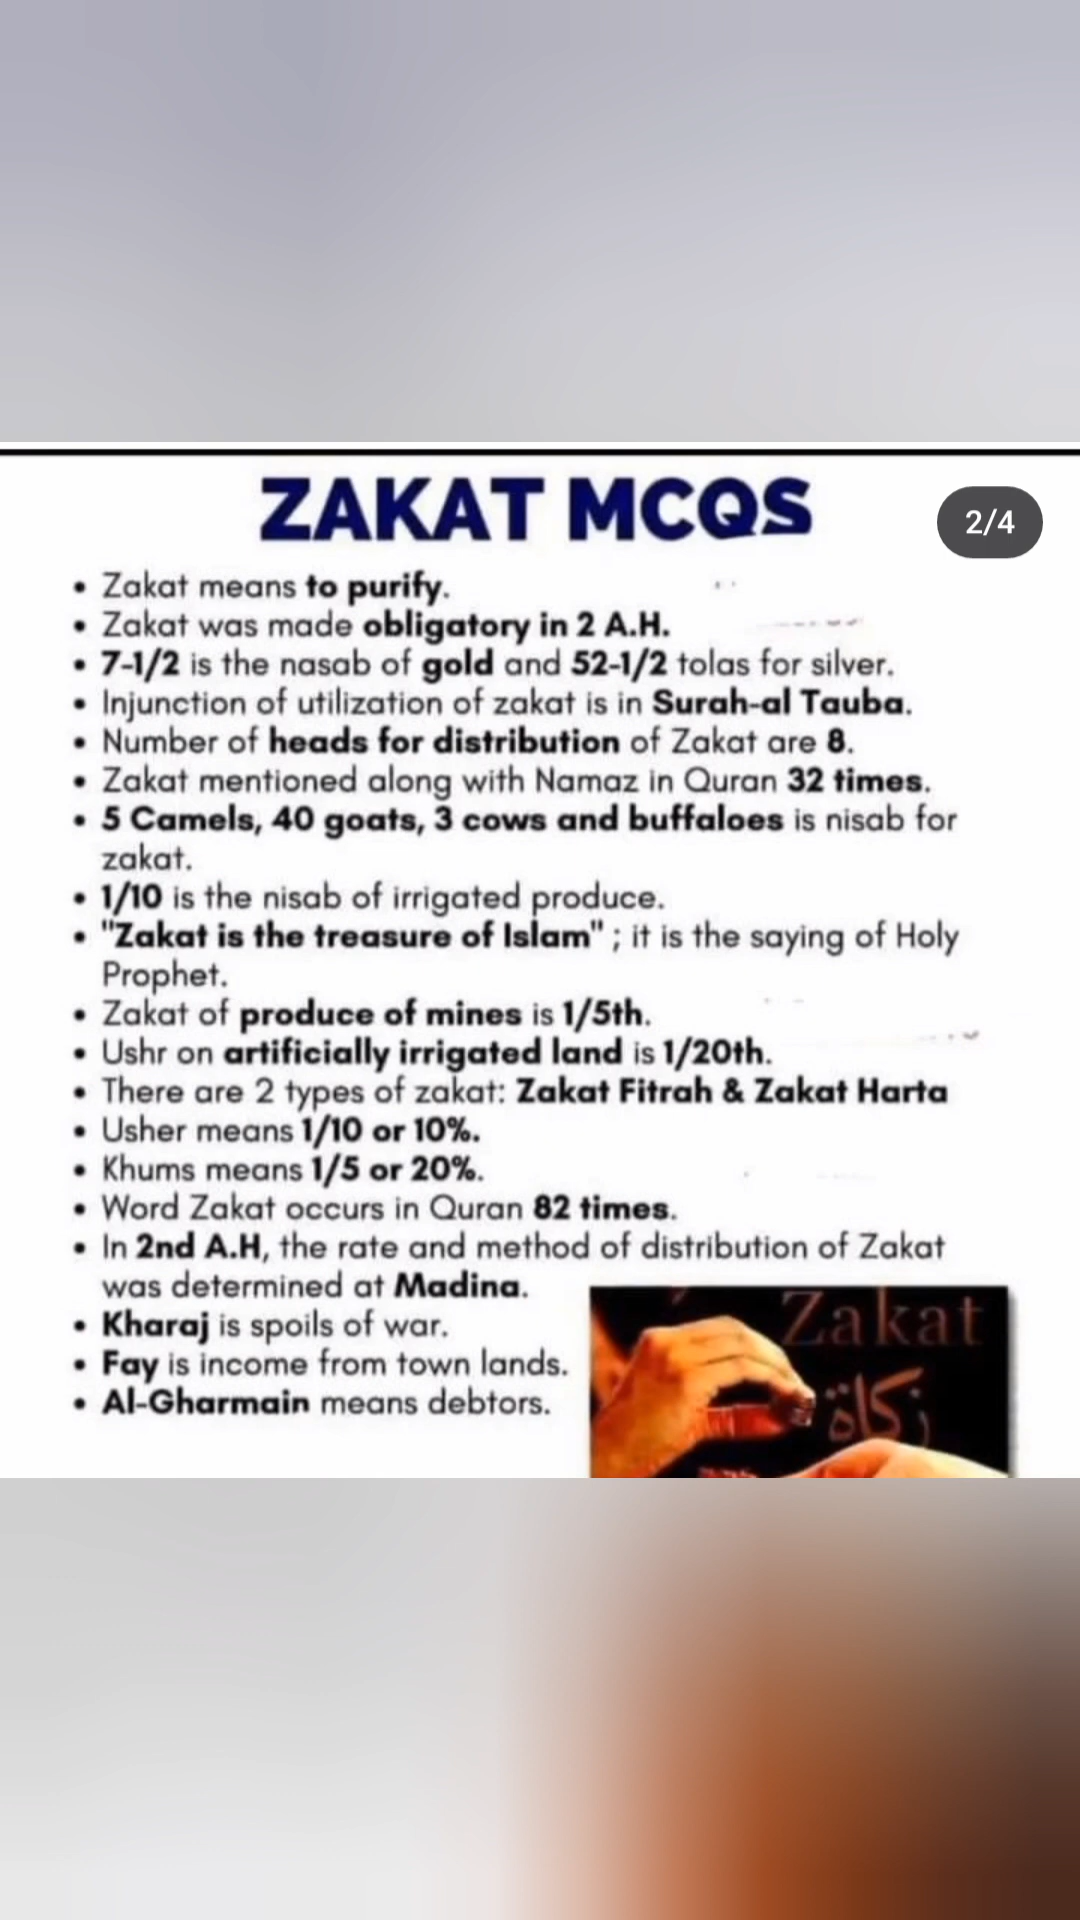 ZAKAT MCQS
2/4
• Zakat means to purify.
• Zakat was made obligatory in 2 A.H.
• 7-1/2 is the nasab of gold and 52-1/2 tolas for silver.
• Injunction of utilization of zakat is in Surah-al Tauba.
• Number of heads for distribution of Zakat are 8.
• Zakat mentioned along with Namaz in Quran 32 times.
• 5 Camels, 40 goats, 3 cows and buffaloes is nisab for
zakat.
• 1/10 is the nisab of irrigated produce.
• "Zakat is the treasure of Islam" ; it is the saying of Holy
Prophet.
• Zakat of produce of mines is 1/5th.
• Ushr on artificially irrigated land is 1/20th.
• There are 2 types of zakat: Zakat Fitrah & Zakat Harta
• Usher means 1/10 or 10%.
• Khums means 1/5 or 20%.
• Word Zakat occurs in Quran 82 times.
• In 2nd A.H, the rate and method of distribution of Zakat
was determined at Madina.
• Kharaj is spoils of war.
• Fay is income from town lands.
• Al-Gharmain means debtors.
Zakat
زكاة